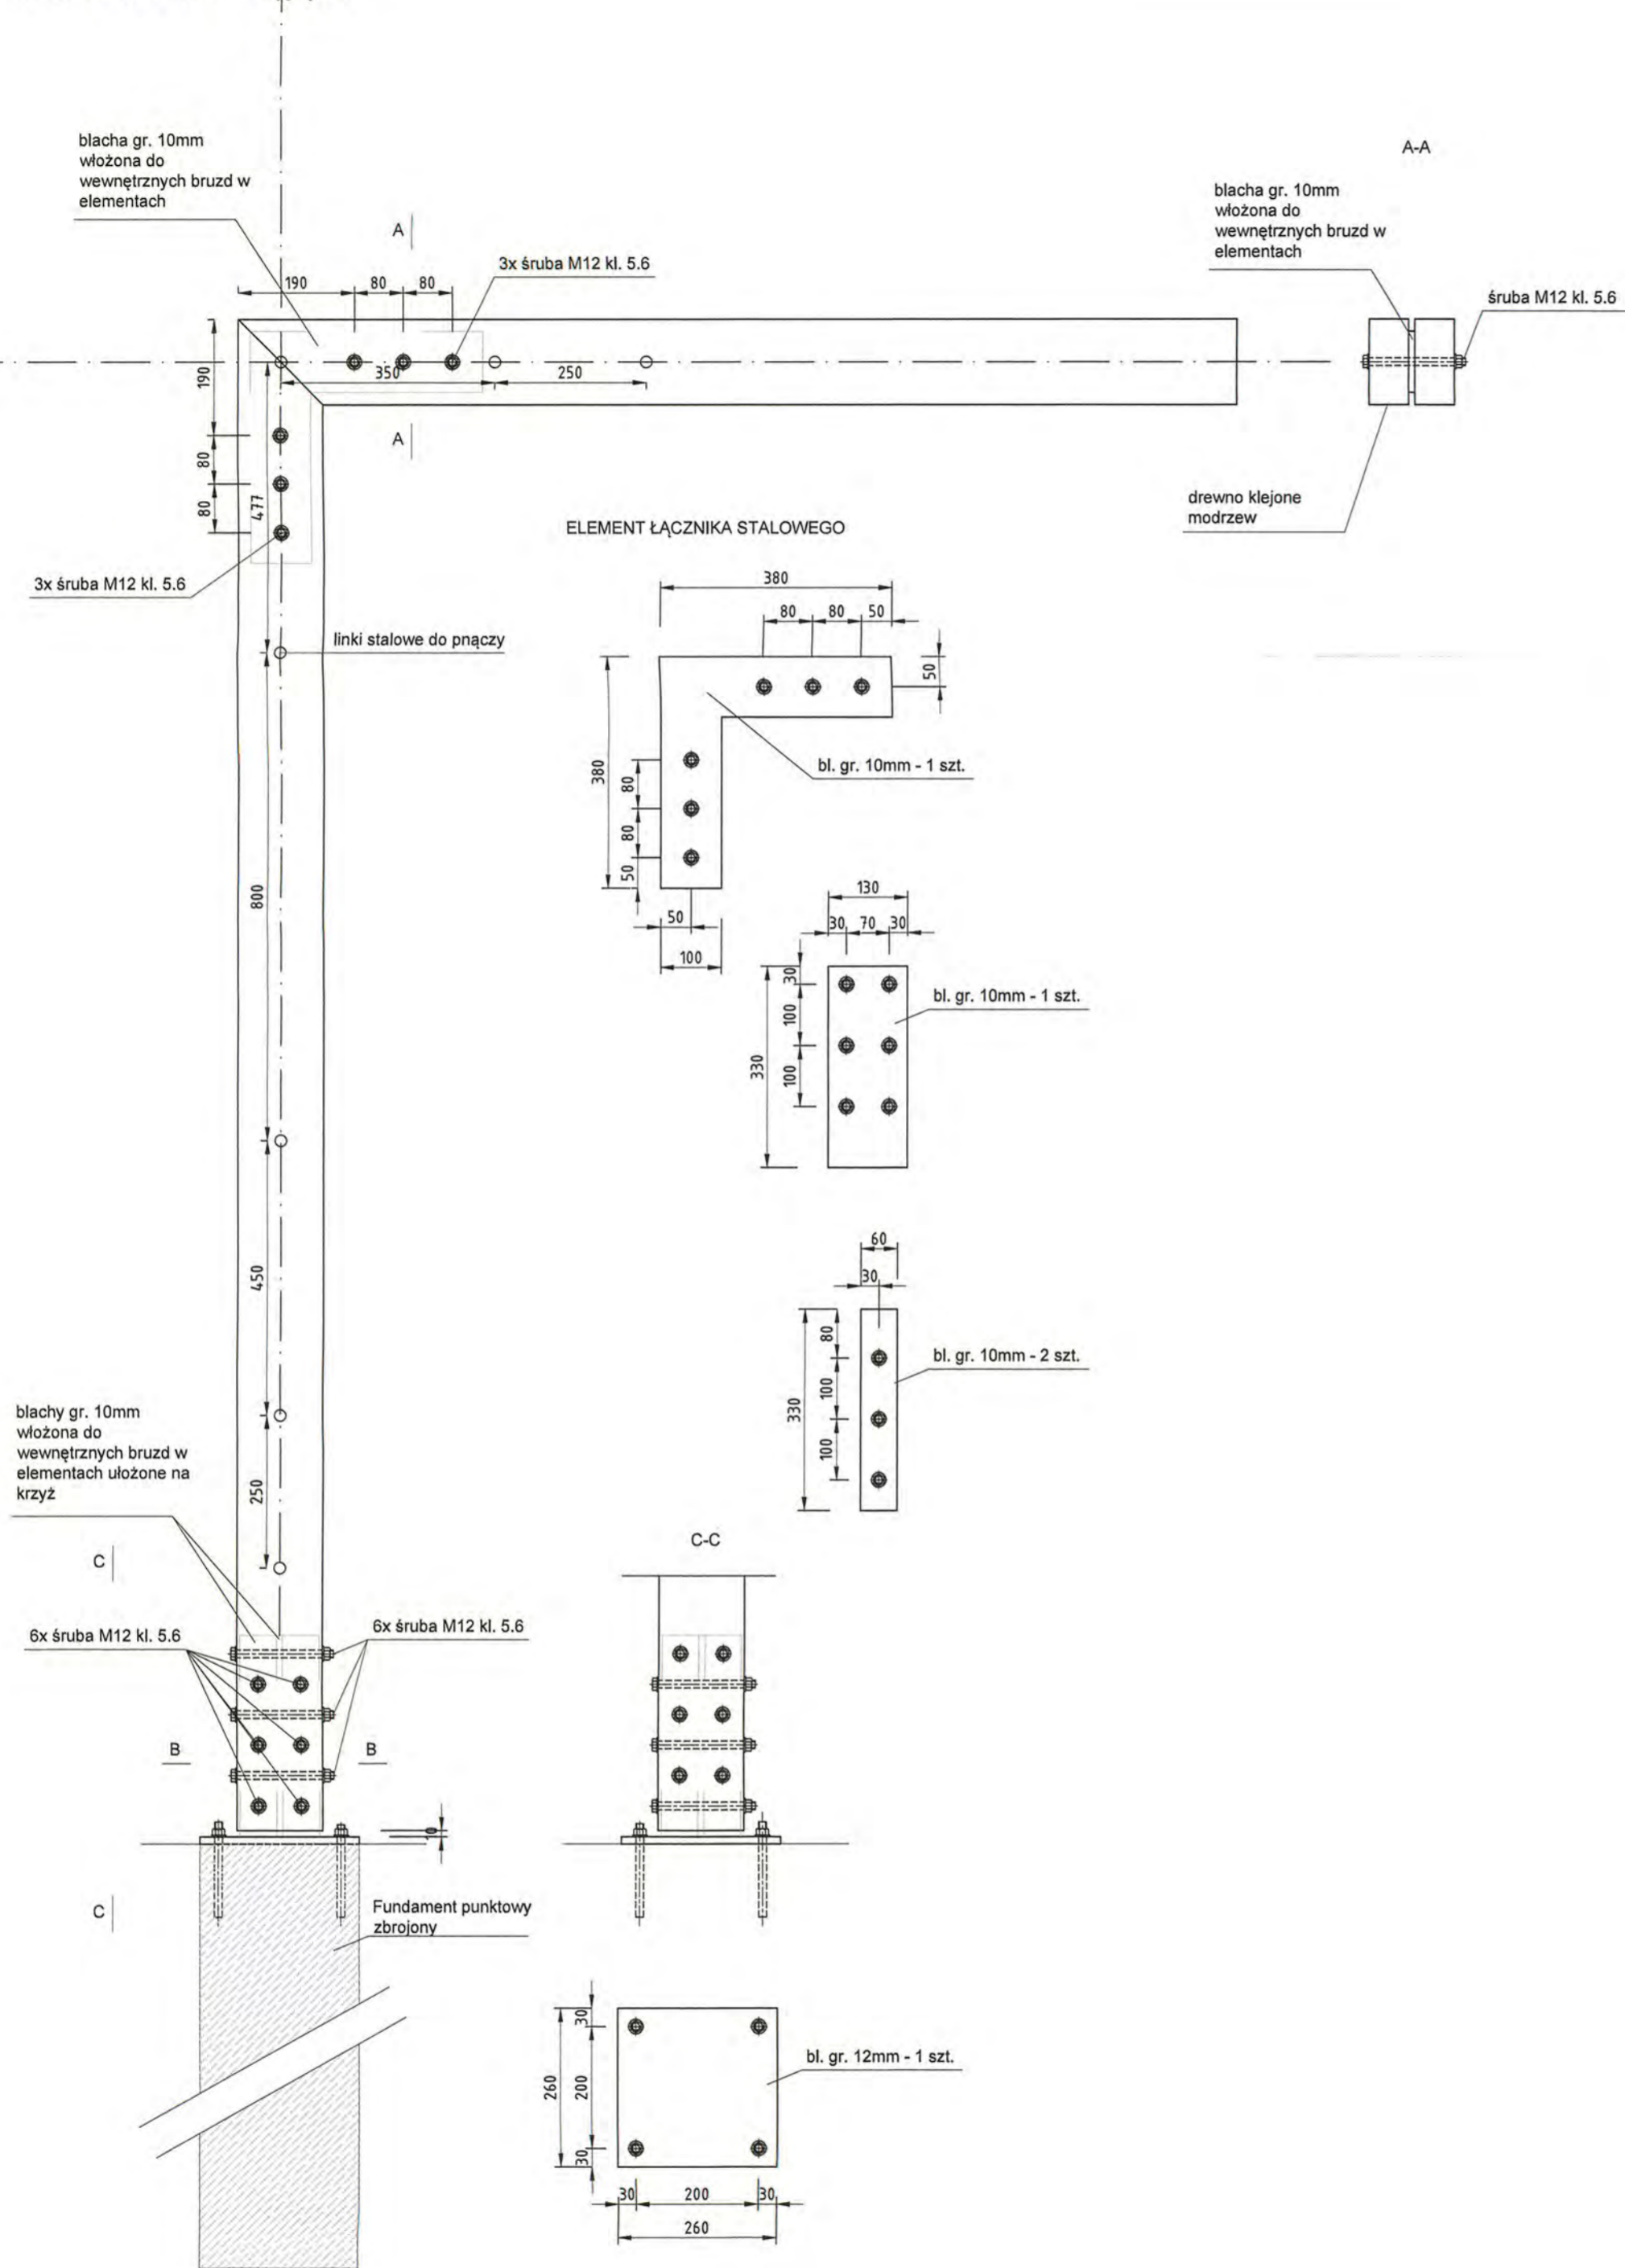 blacha gr. 10mm
włożona do
wewnętrznych bruzd w
elementach
A
3x śruba M12 kl. 5.6
190
80
80
190
80
80
350
250
477
A
3x śruba M12 kl. 5.6
linki stalowe do pnączy
800
450
250
A-A
blacha gr. 10mm
włożona do
wewnętrznych bruzd w
elementach
śruba M12 kl. 5.6
drewno klejone
modrzew
ELEMENT ŁĄCZNIKA STALOWEGO
380
80
80
50
50
380
80
80
50
50
100
bl. gr. 10mm - 1 szt.
130
30
70
30
30
100
100
330
bl. gr. 10mm - 1 szt.
60
30
80
100
100
330
bl. gr. 10mm - 2 szt.
blachy gr. 10mm
włożona do
wewnętrznych bruzd w
elementach ułożone na
krzyż
C
6x śruba M12 kl. 5.6
6x śruba M12 kl. 5.6
B
B
10
C
Fundament punktowy
zbrojony
C-C
30
200
30
260
bl. gr. 12mm - 1 szt.
30
200
30
260